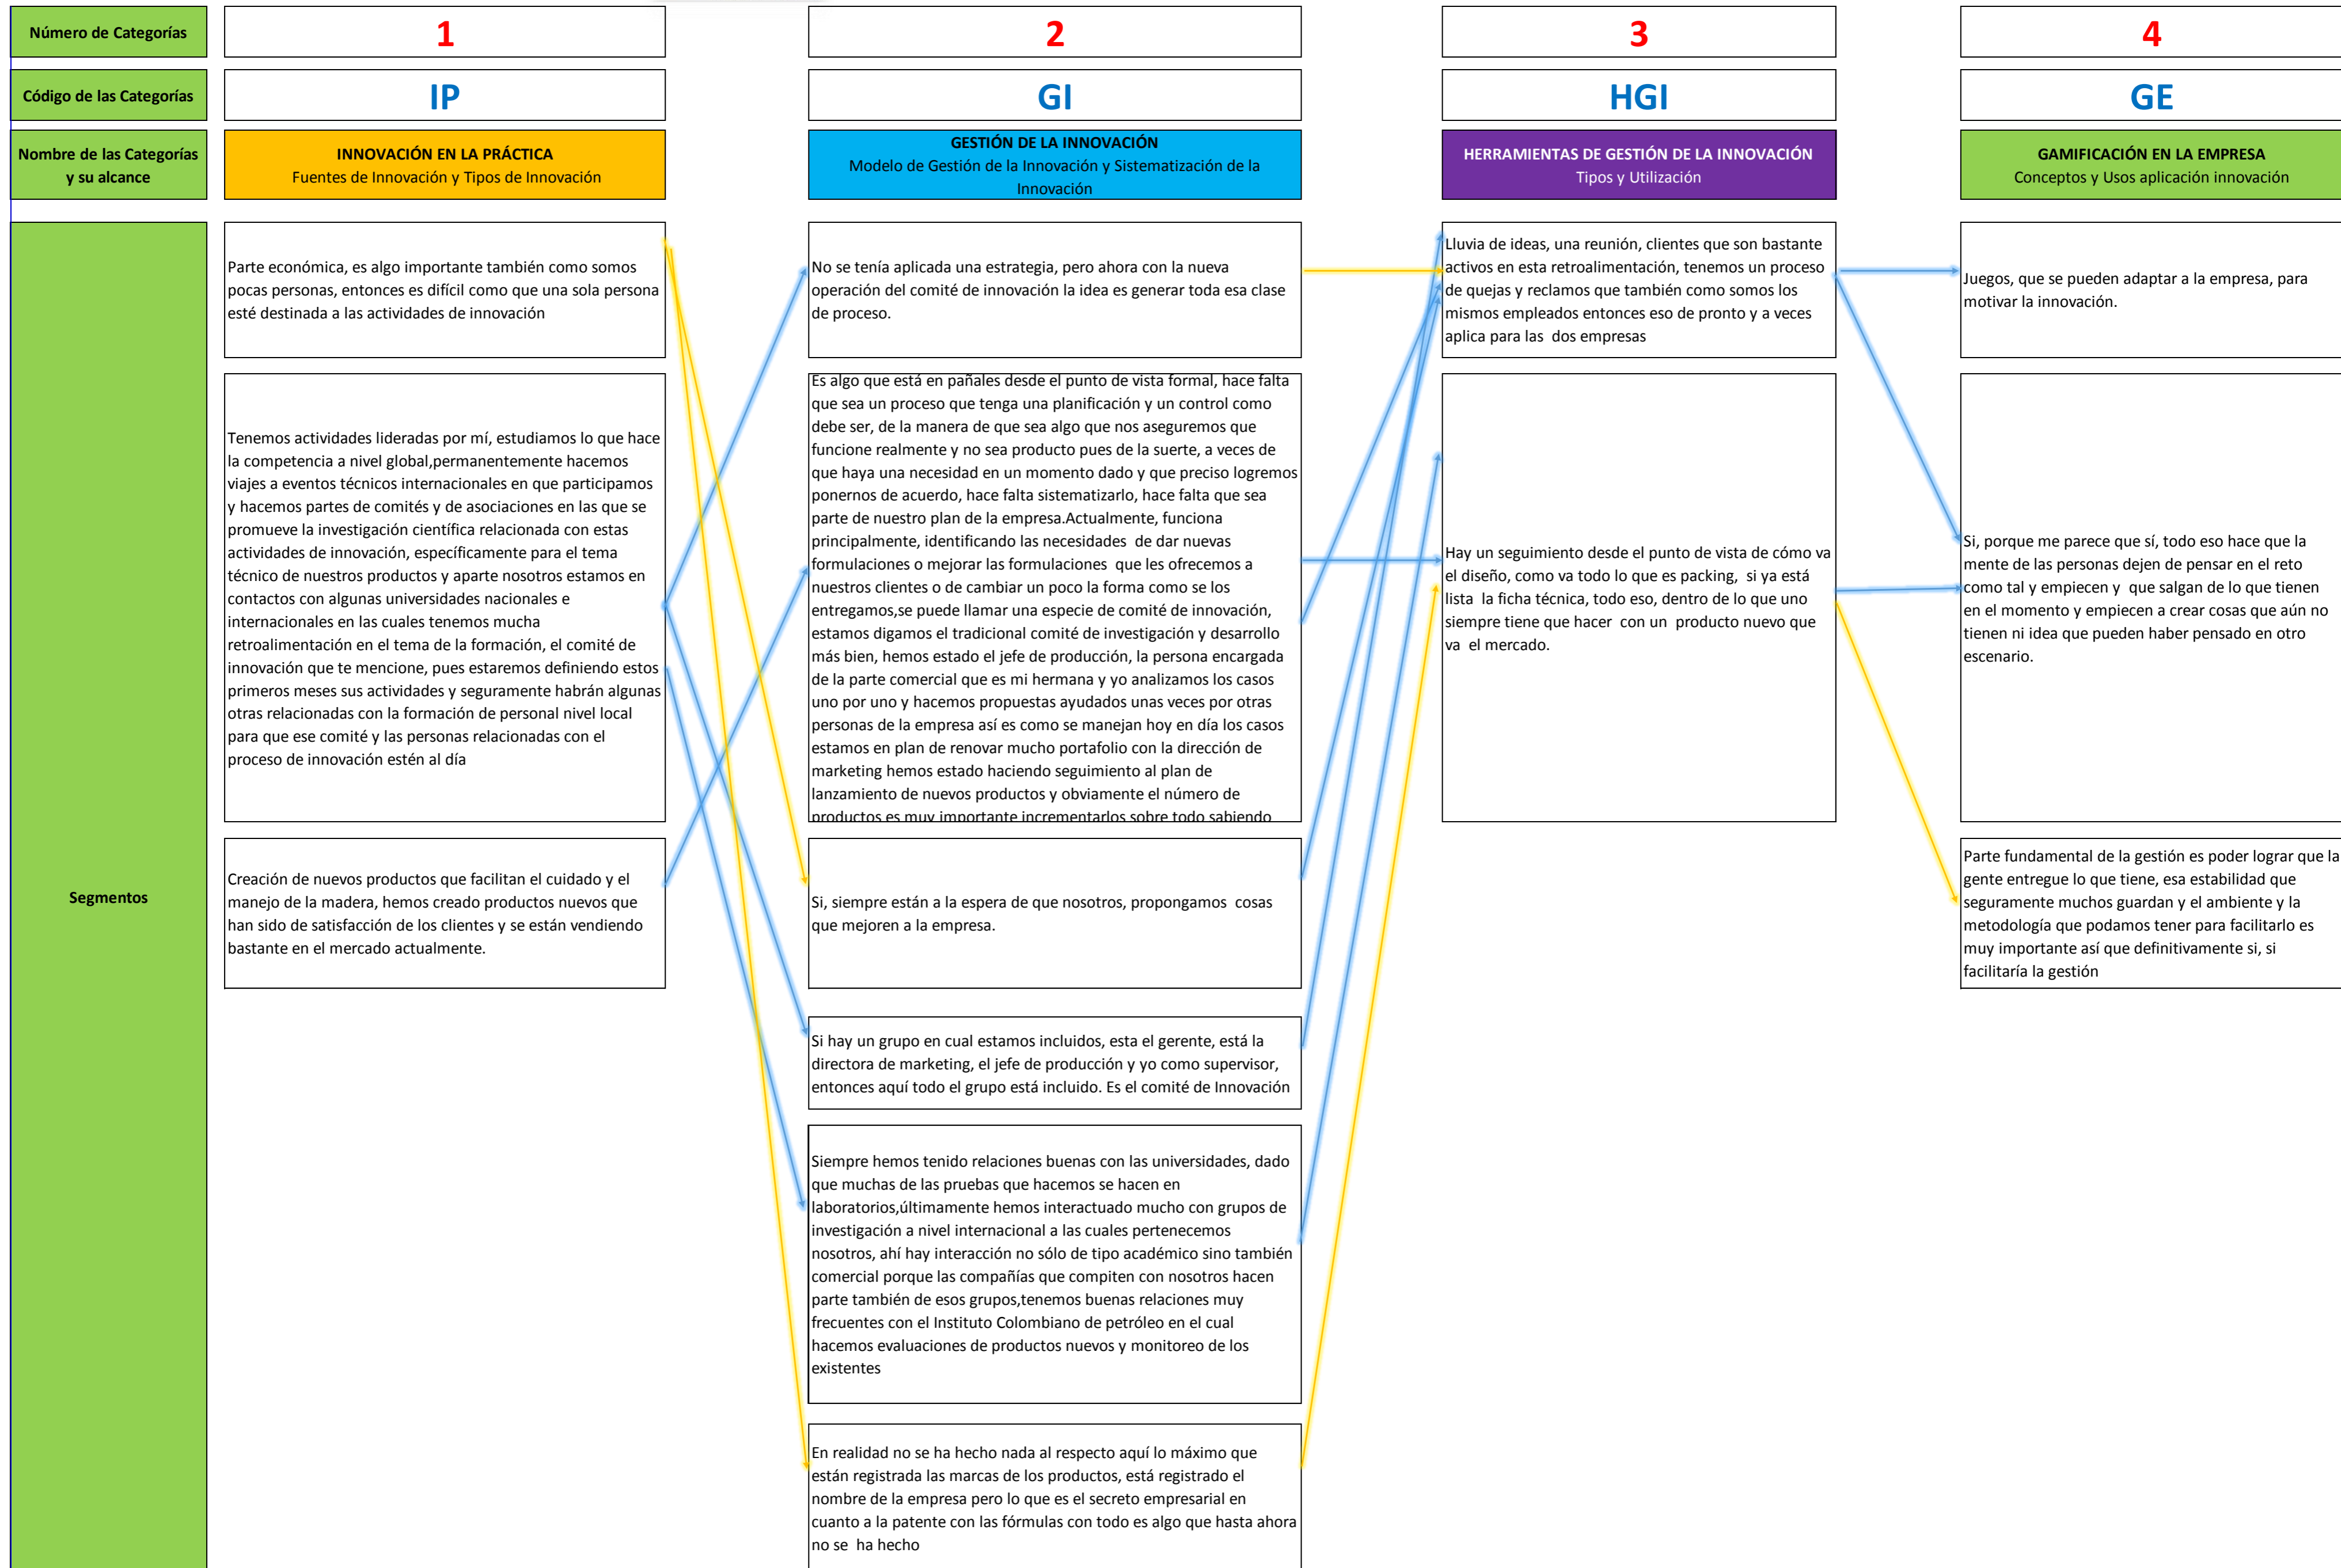 Número de Categorías
1
2
3
4
Código de las Categorías
IP
GI
HGI
GE
Nombre de las Categorías
y su alcance
INNOVACIÓN EN LA PRÁCTICA
Fuentes de Innovación y Tipos de Innovación
GESTIÓN DE LA INNOVACIÓN
Modelo de Gestión de la Innovación y Sistematización de la
Innovación
HERRAMIENTAS DE GESTIÓN DE LA INNOVACIÓN
Tipos y Utilización
GAMIFICACIÓN EN LA EMPRESA
Conceptos y Usos aplicación innovación
Segmentos
Parte económica, es algo importante también como somos
pocas personas, entonces es difícil como que una sola persona
esté destinada a las actividades de innovación
Tenemos actividades lideradas por mí, estudiamos lo que hace
la competencia a nivel global,permanentemente hacemos
viajes a eventos técnicos internacionales en que participamos
y hacemos partes de comités y de asociaciones en las que se
promueve la investigación científica relacionada con estas
actividades de innovación, específicamente para el tema
técnico de nuestros productos y aparte nosotros estamos en
contactos con algunas universidades nacionales e
internacionales en las cuales tenemos mucha
retroalimentación en el tema de la formación, el comité de
innovación que te mencione, pues estaremos definiendo estos
primeros meses sus actividades y seguramente habrán algunas
otras relacionadas con la formación de personal nivel local
para que ese comité y las personas relacionadas con el
proceso de innovación estén al día
Creación de nuevos productos que facilitan el cuidado y el
manejo de la madera, hemos creado productos nuevos que
han sido de satisfacción de los clientes y se están vendiendo
bastante en el mercado actualmente.
No se tenía aplicada una estrategia, pero ahora con la nueva
operación del comité de innovación la idea es generar toda esa clase
de proceso.
Es algo que está en pañales desde el punto de vista formal, hace falta
que sea un proceso que tenga una planificación y un control como
debe ser, de la manera de que sea algo que nos aseguremos que
funcione realmente y no sea producto pues de la suerte, a veces de
que haya una necesidad en un momento dado y que preciso logremos
ponernos de acuerdo, hace falta sistematizarlo, hace falta que sea
parte de nuestro plan de la empresa.Actualmente, funciona
principalmente, identificando las necesidades de dar nuevas
formulaciones o mejorar las formulaciones que les ofrecemos a
nuestros clientes o de cambiar un poco la forma como se los
entregamos,se puede llamar una especie de comité de innovación,
estamos digamos el tradicional comité de investigación y desarrollo
más bien, hemos estado el jefe de producción, la persona encargada
de la parte comercial que es mi hermana y yo analizamos los casos
uno por uno y hacemos propuestas ayudados unas veces por otras
personas de la empresa así es como se manejan hoy en día los casos
estamos en plan de renovar mucho portafolio con la dirección de
marketing hemos estado haciendo seguimiento al plan de
lanzamiento de nuevos productos y obviamente el número de
productos es muy importante incrementarlos sobre todo sabiendo
Si, siempre están a la espera de que nosotros, propongamos cosas
que mejoren a la empresa.
Si hay un grupo en cual estamos incluidos, esta el gerente, está la
directora de marketing, el jefe de producción y yo como supervisor,
entonces aquí todo el grupo está incluido. Es el comité de Innovación
Siempre hemos tenido relaciones buenas con las universidades, dado
que muchas de las pruebas que hacemos se hacen en
laboratorios,últimamente hemos interactuado mucho con grupos de
investigación a nivel internacional a las cuales pertenecemos
nosotros, ahí hay interacción no sólo de tipo académico sino también
comercial porque las compañías que compiten con nosotros hacen
parte también de esos grupos,tenemos buenas relaciones muy
frecuentes con el Instituto Colombiano de petróleo en el cual
hacemos evaluaciones de productos nuevos y monitoreo de los
existentes
En realidad no se ha hecho nada al respecto aquí lo máximo que
están registrada las marcas de los productos, está registrado el
nombre de la empresa pero lo que es el secreto empresarial en
cuanto a la patente con las fórmulas con todo es algo que hasta ahora
no se ha hecho
Lluvia de ideas, una reunión, clientes que son bastante
activos en esta retroalimentación, tenemos un proceso
de quejas y reclamos que también como somos los
mismos empleados entonces eso de pronto y a veces
aplica para las dos empresas
Hay un seguimiento desde el punto de vista de cómo va
el diseño, como va todo lo que es packing, si ya está
lista la ficha técnica, todo eso, dentro de lo que uno
siempre tiene que hacer con un producto nuevo que
va el mercado.
Juegos, que se pueden adaptar a la empresa, para
motivar la innovación.
Si, porque me parece que sí, todo eso hace que la
mente de las personas dejen de pensar en el reto
como tal y empiecen y que salgan de lo que tienen
en el momento y empiecen a crear cosas que aún no
tienen ni idea que pueden haber pensado en otro
escenario.
Parte fundamental de la gestión es poder lograr que la
gente entregue lo que tiene, esa estabilidad que
seguramente muchos guardan y el ambiente y la
metodología que podamos tener para facilitarlo es
muy importante así que definitivamente si, si
facilitaría la gestión